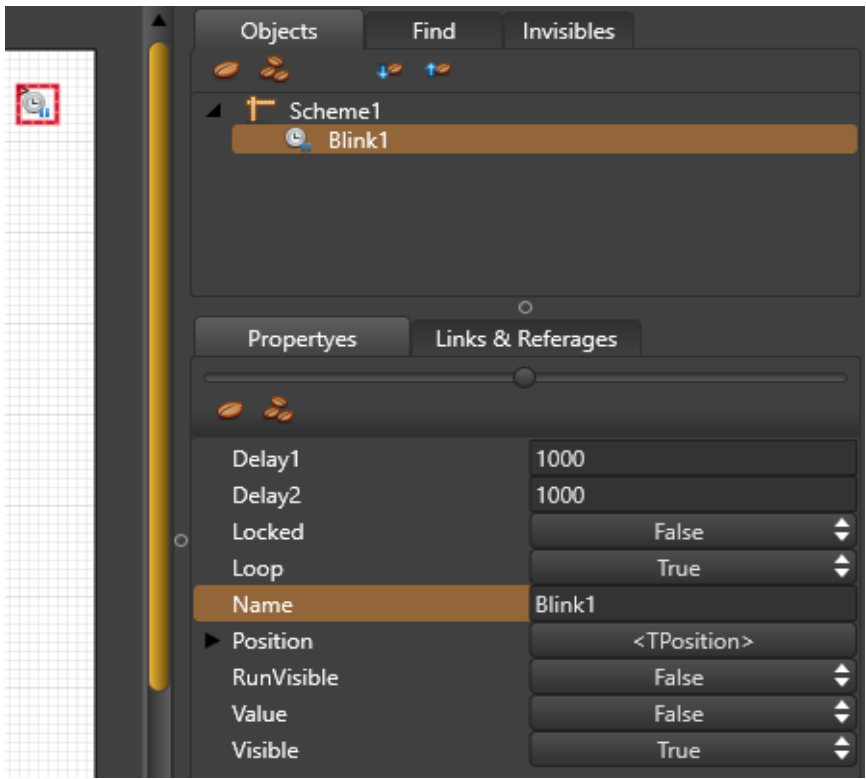 Objects Find Invisibles
Scheme1
Blink1
Propertyes Links & Referages
Delay1 1000
Delay2 1000
Locked False
Loop True
Name Blink1
Position <TPosition>
RunVisible False
Value False
Visible True